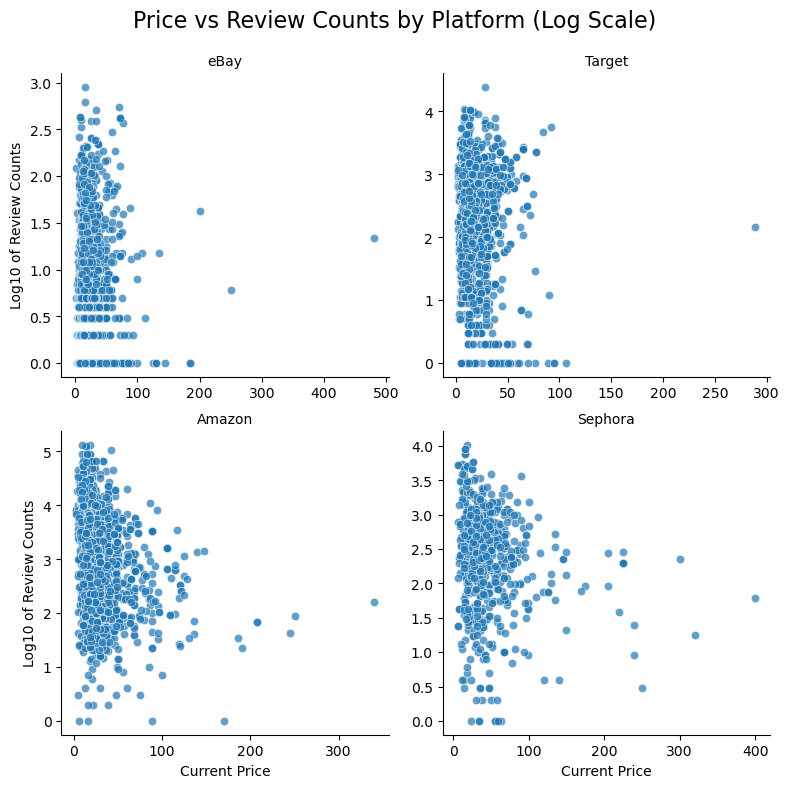 Price vs Review Counts by Platform (Log Scale)
eBay
Target
Log10 of Review Counts
3.0
2.5
2.0
1.5
1.0
0.5
0.0
0 100 200 300 400 500
4
3
2
1
0
0 50 100 150 200 250 300
Amazon
Sephora
Log10 of Review Counts
5
4
3
2
1
0
0 100 200 300
Current Price
4.0
3.5
3.0
2.5
2.0
1.5
1.0
0.5
0.0
0 100 200 300 400
Current Price